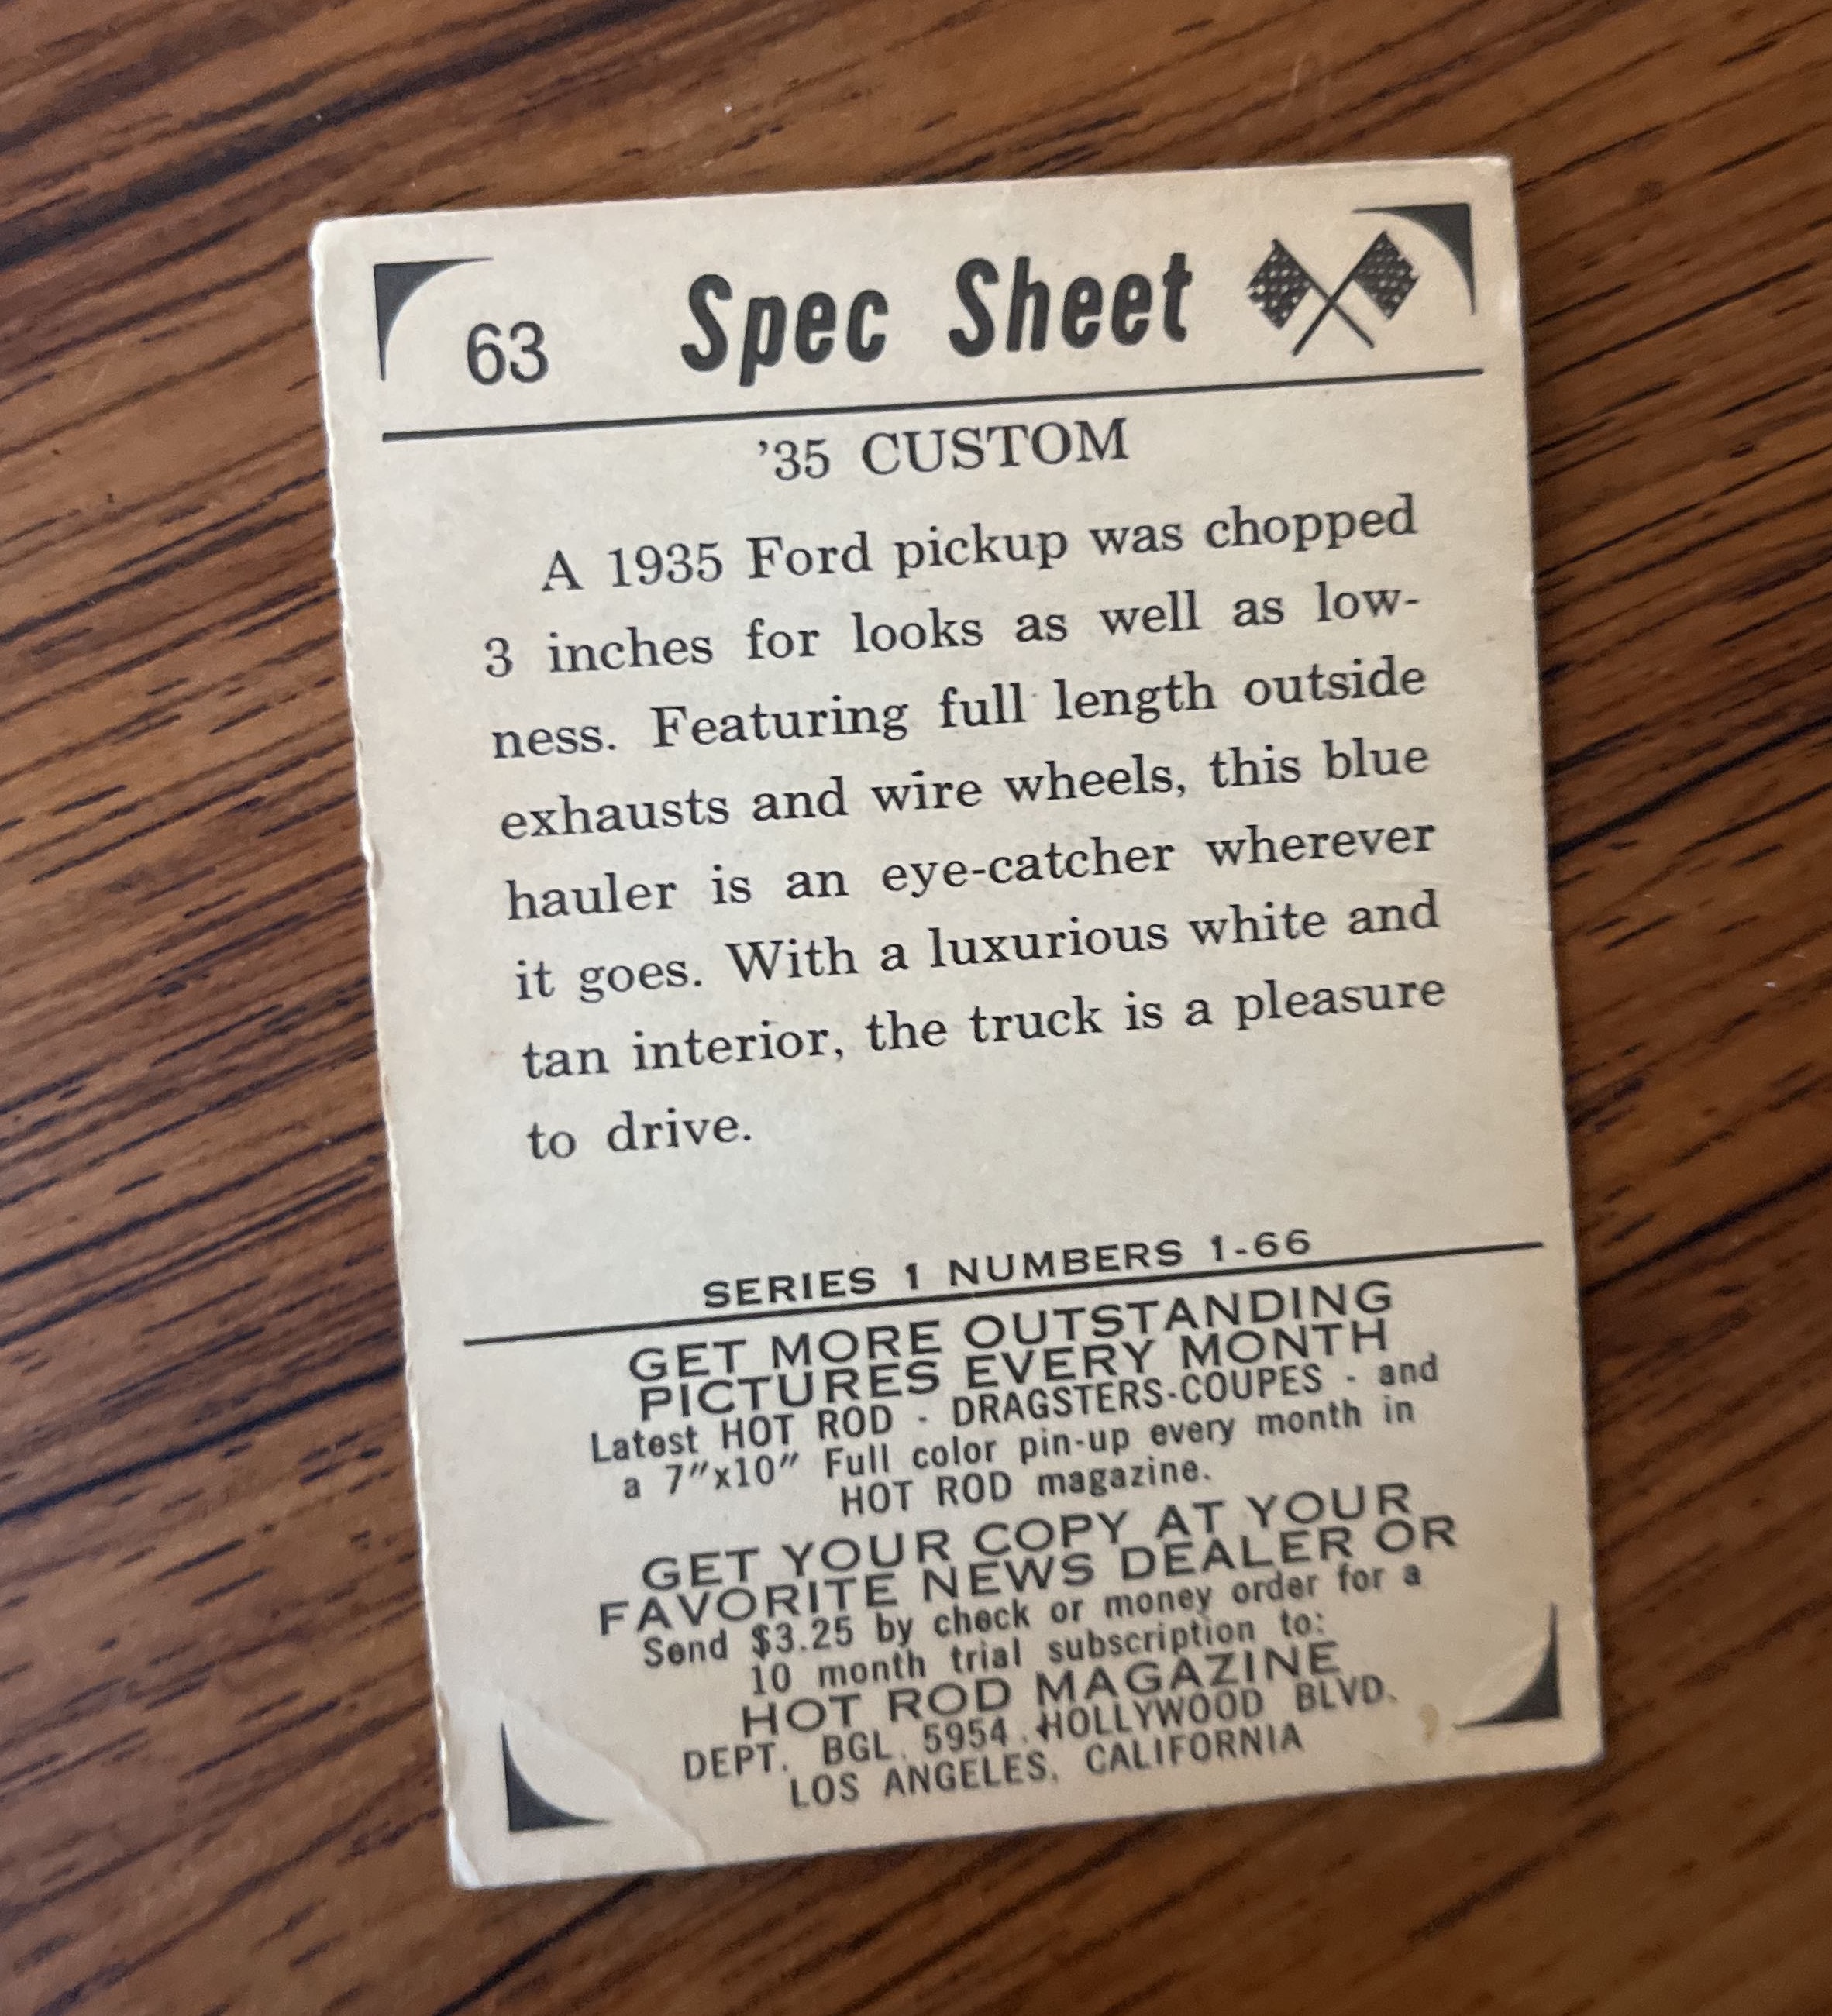 63 Spec Sheet
’35 CUSTOM
A 1935 Ford pickup was chopped
3 inches for looks as well as low-
ness. Featuring full length outside
exhausts and wire wheels, this blue
hauler is an eye-catcher wherever
it goes. With a luxurious white and
tan interior, the truck is a pleasure
to drive.
SERIES 1 NUMBERS 1-66
GET MORE OUTSTANDING
PICTURES EVERY MONTH
Latest HOT ROD - DRAGSTERS-COUPES - and
a 7″x10″ Full color pin-up every month in
HOT ROD magazine.
GET YOUR COPY AT YOUR
FAVORITE NEWS DEALER OR
Send $3.25 by check or money order for a
10 month trial subscription to:
HOT ROD MAGAZINE
DEPT. BGL. 5954 HOLLYWOOD BLVD.
LOS ANGELES, CALIFORNIA